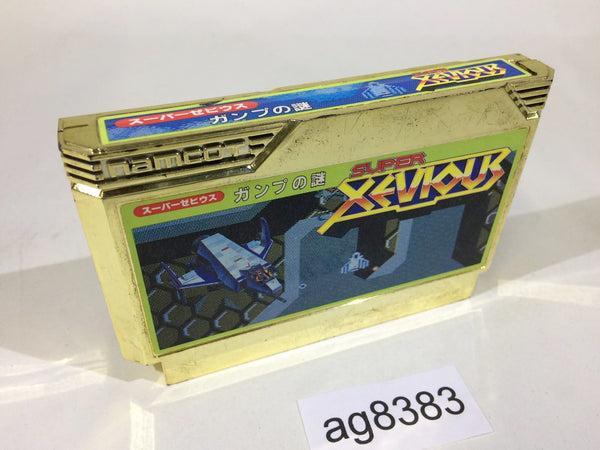 スーパーゼビウス
ガンプの謎
SUPER
XEVIOUS
namcot
スーパーゼビウス
ガンプの謎
SUPER
XEVIOUS
ag8383